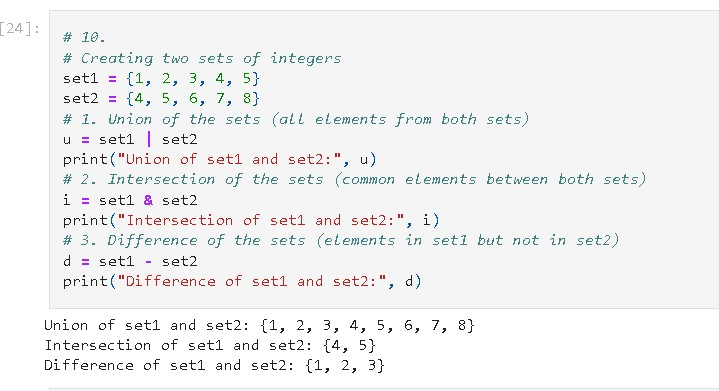 [24]:
# 10.
# Creating two sets of integers
set1 = {1, 2, 3, 4, 5}
set2 = {4, 5, 6, 7, 8}
# 1. Union of the sets (all elements from both sets)
u = set1 | set2
print("Union of set1 and set2:", u)
# 2. Intersection of the sets (common elements between both sets)
i = set1 & set2
print("Intersection of set1 and set2:", i)
# 3. Difference of the sets (elements in set1 but not in set2)
d = set1 - set2
print("Difference of set1 and set2:", d)
Union of set1 and set2: {1, 2, 3, 4, 5, 6, 7, 8}
Intersection of set1 and set2: {4, 5}
Difference of set1 and set2: {1, 2, 3}